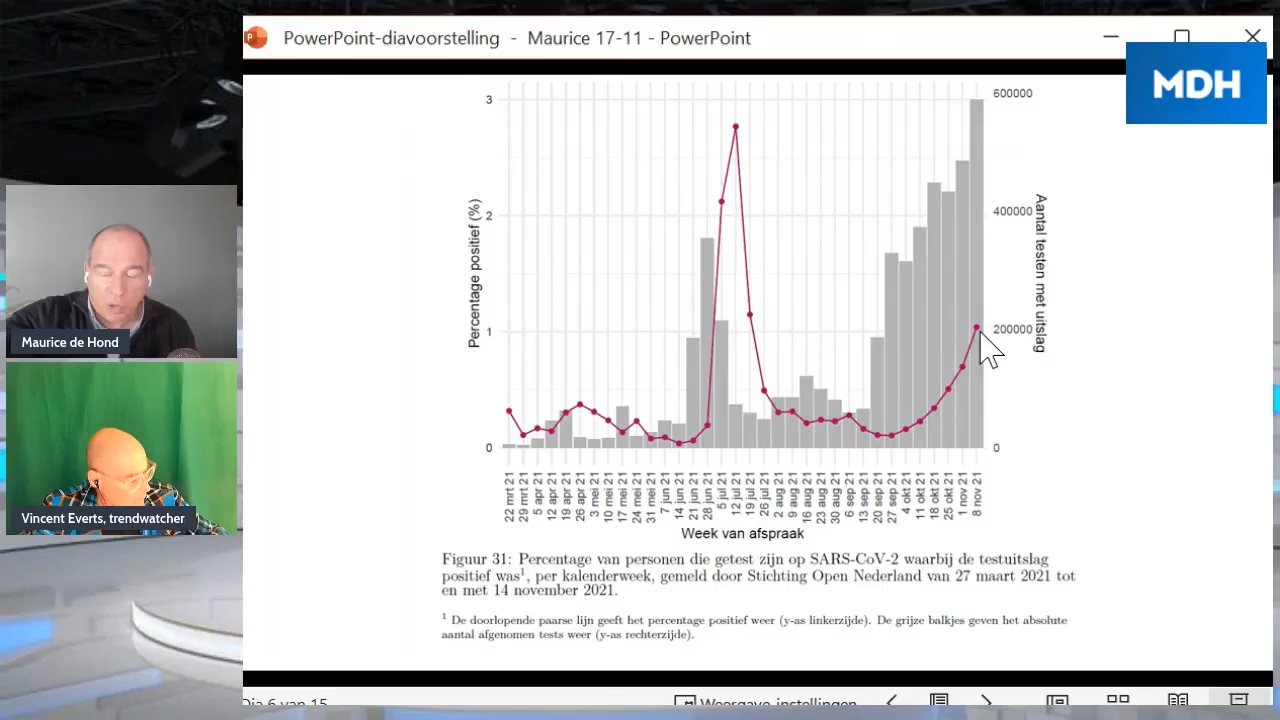 PowerPoint-diavoorstelling - Maurice 17-11 - PowerPoint
MDH
Percentage positief (%)
3
2
1
0
600000
400000
200000
0
Aantal testen met uitslag
22 mrt 21
29 mrt 21
5 apr 21
12 apr 21
19 apr 21
26 apr 21
3 mei 21
10 mei 21
17 mei 21
24 mei 21
31 mei 21
7 jun 21
14 jun 21
21 jun 21
28 jun 21
5 jul 21
12 jul 21
19 jul 21
26 jul 21
2 aug 21
9 aug 21
16 aug 21
23 aug 21
30 aug 21
6 sep 21
13 sep 21
20 sep 21
27 sep 21
4 okt 21
11 okt 21
18 okt 21
25 okt 21
1 nov 21
8 nov 21
Week van afspraak
Figuur 31: Percentage van personen die getest zijn op SARS-CoV-2 waarbij de testuitslag
positief was¹, per kalenderweek, gemeld door Stichting Open Nederland van 27 maart 2021 tot
en met 14 november 2021.
¹ De doorlopende paarse lijn geeft het percentage positief weer (y-as linkerzijde). De grijze balkjes geven het absolute
aantal afgenomen tests weer (y-as rechterzijde).
Maurice de Hond
Vincent Everts, trendwatcher
Dia 6 van 15
Weergave-instellingen